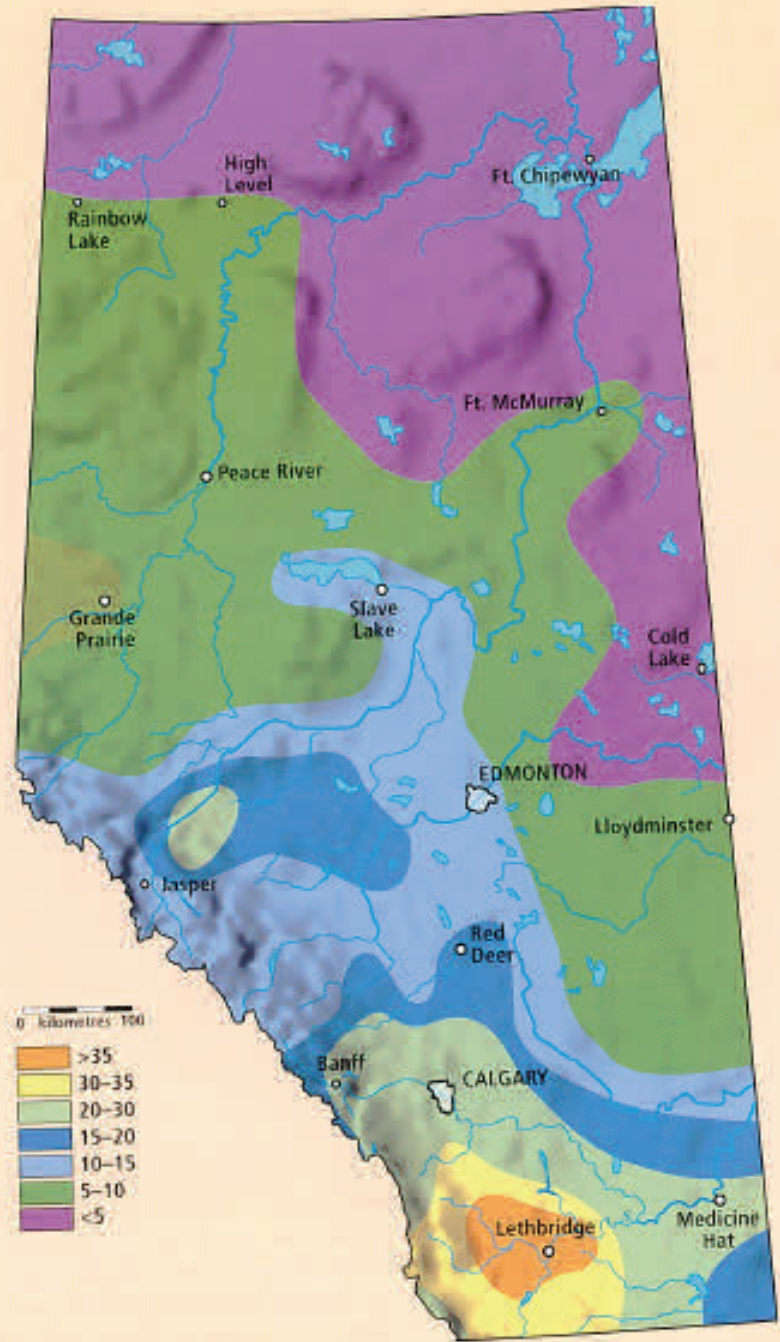 High
Level
Ft. Chipewyan
Rainbow
Lake
Ft. McMurray
Peace River
Grande
Prairie
Slave
Lake
Cold
Lake
EDMONTON
Lloydminster
Jasper
Red
Deer
0 kilometres 100
>35
30–35
20–30
15–20
10–15
5–10
<5
Banff
CALGARY
Lethbridge
Medicine
Hat